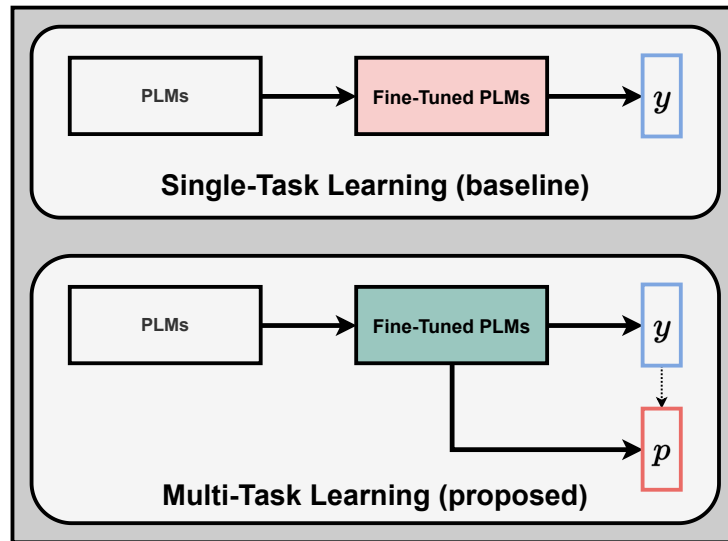 PLMs
Fine-Tuned PLMs
y
Single-Task Learning (baseline)
PLMs
Fine-Tuned PLMs
y
p
Multi-Task Learning (proposed)